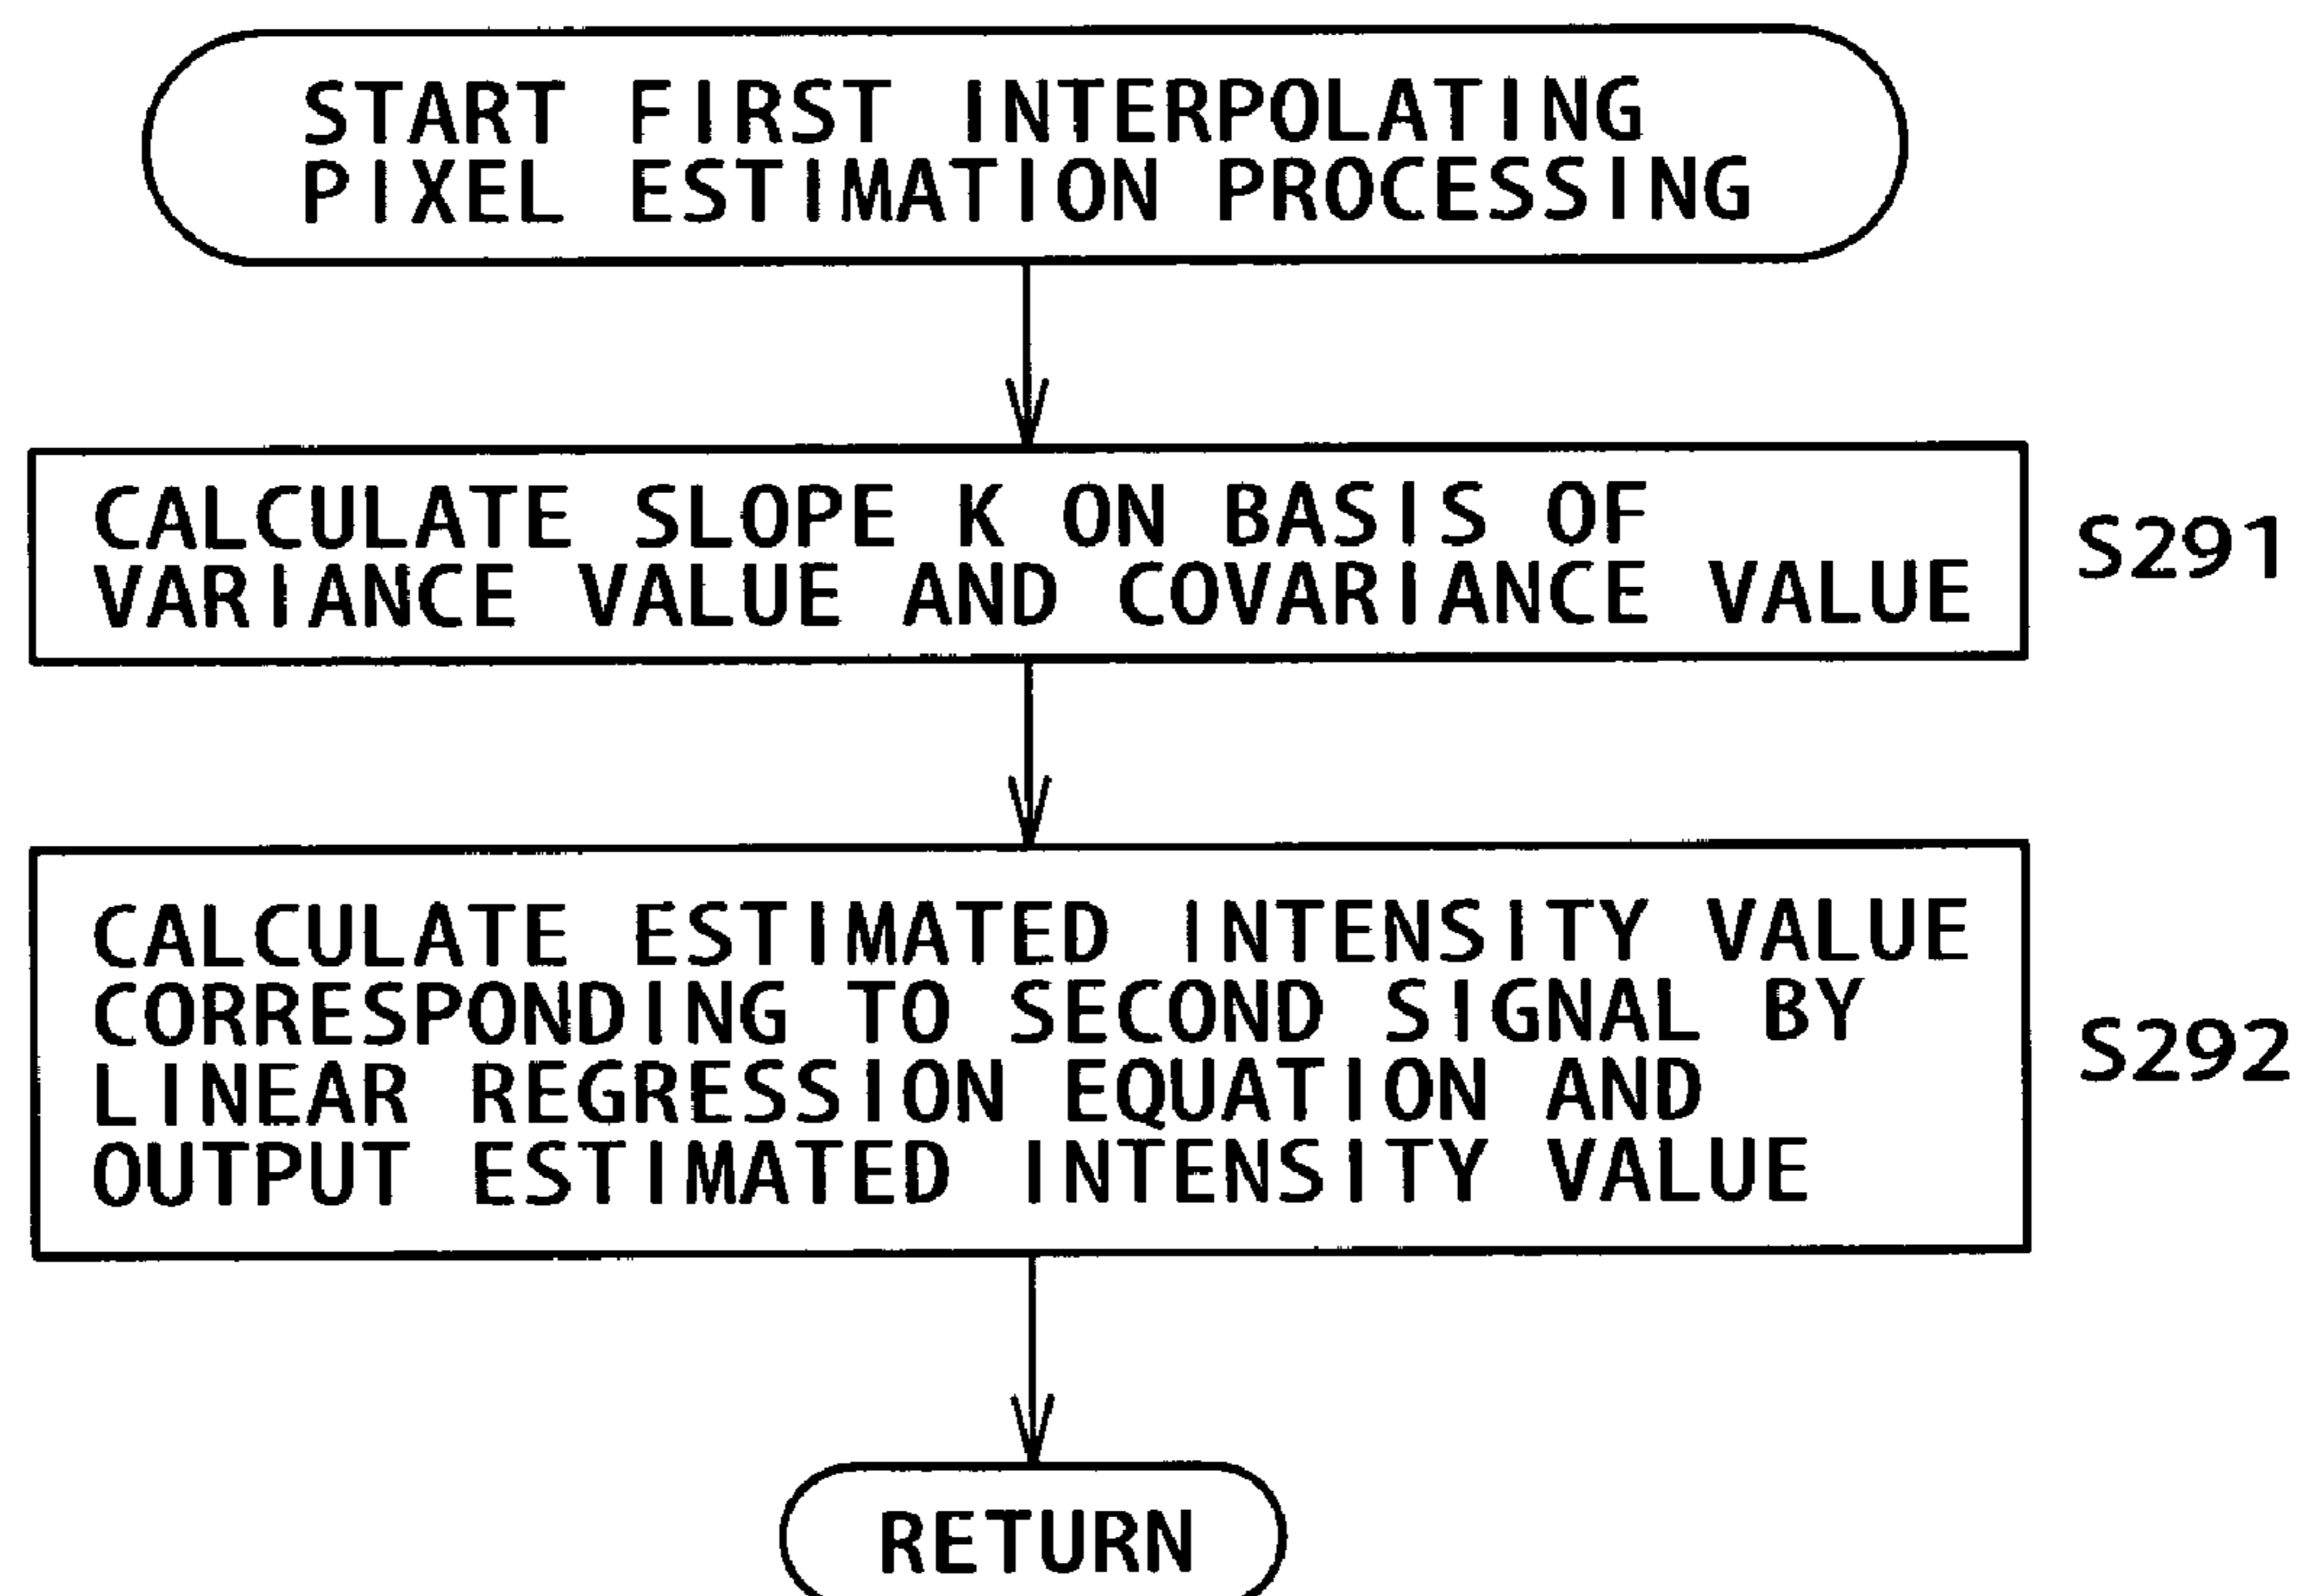 START FIRST INTERPOLATING
PIXEL ESTIMATION PROCESSING
CALCULATE SLOPE K ON BASIS OF
VARIANCE VALUE AND COVARIANCE VALUE
S291
CALCULATE ESTIMATED INTENSITY VALUE
CORRESPONDING TO SECOND SIGNAL BY
LINEAR REGRESSION EQUATION AND
OUTPUT ESTIMATED INTENSITY VALUE
S292
RETURN